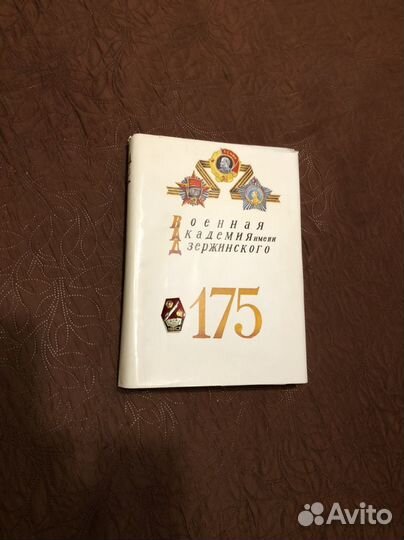 Военная
Академия имени
Дзержинского
175
Avito